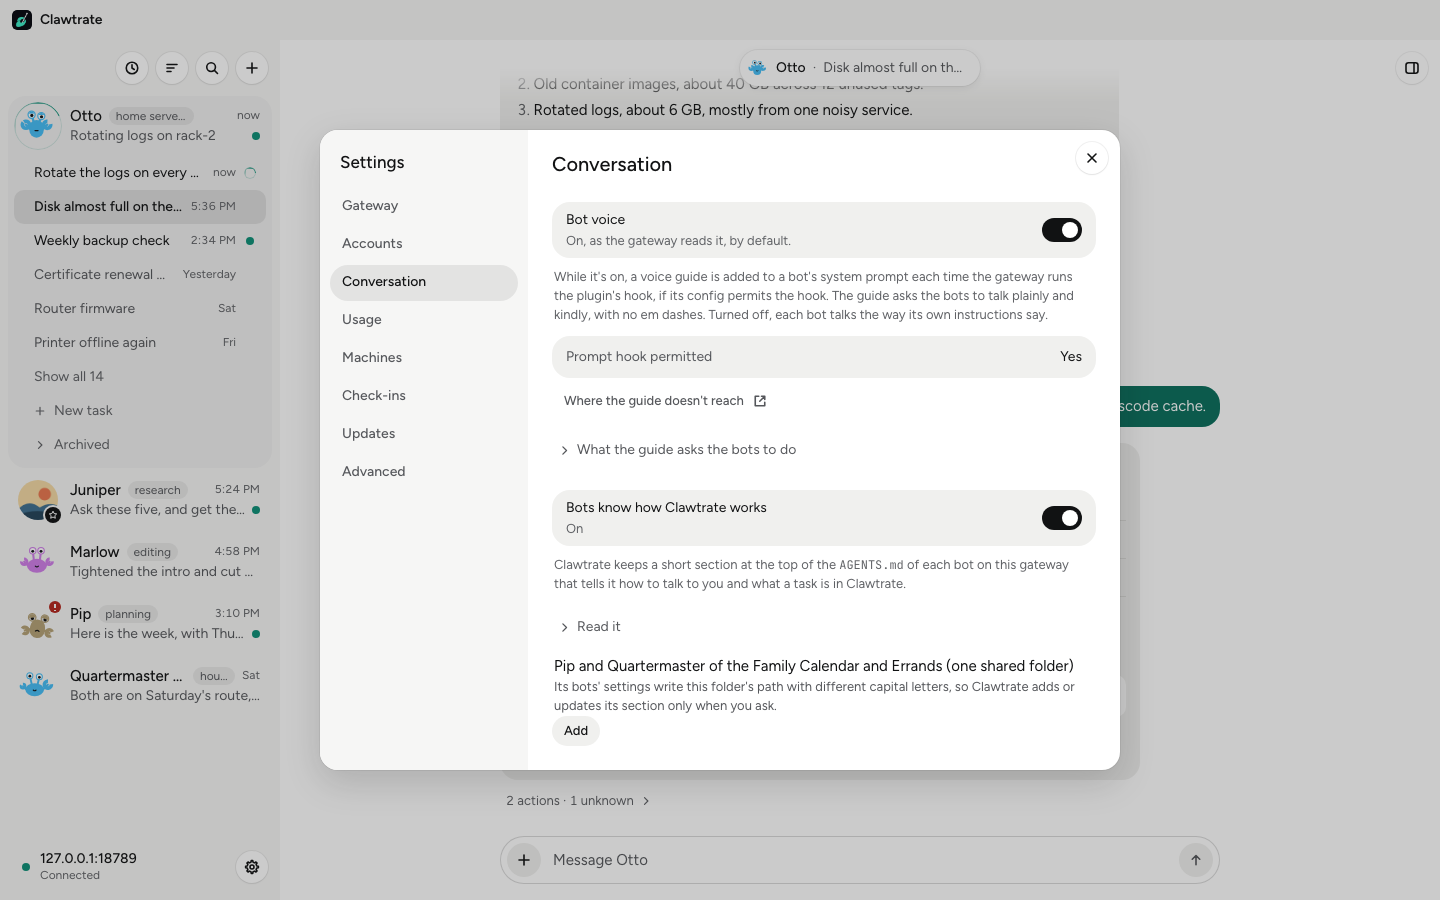 Clawtrate
Otto home serve... now
Rotating logs on rack-2
Rotate the logs on every ... now
Disk almost full on the... 5:36 PM
Weekly backup check 2:34 PM
Certificate renewal ... Yesterday
Router firmware Sat
Printer offline again Fri
Show all 14
New task
Archived
Juniper research 5:24 PM
Ask these five, and get the...
Marlow editing 4:58 PM
Tightened the intro and cut ...
Pip planning 3:10 PM
Here is the week, with Thu...
Quartermaster ... hou... Sat
Both are on Saturday's route,...
127.0.0.1:18789
Connected
Otto · Disk almost full on th...
2. Old container images, about 40 GB across 12 unused tags.
3. Rotated logs, about 6 GB, mostly from one noisy service.
scode cache.
Settings
Gateway
Accounts
Conversation
Usage
Machines
Check-ins
Updates
Advanced
Conversation
Bot voice
On, as the gateway reads it, by default.
While it's on, a voice guide is added to a bot's system prompt each time the gateway runs
the plugin's hook, if its config permits the hook. The guide asks the bots to talk plainly and
kindly, with no em dashes. Turned off, each bot talks the way its own instructions say.
Prompt hook permitted Yes
Where the guide doesn't reach
What the guide asks the bots to do
Bots know how Clawtrate works
On
Clawtrate keeps a short section at the top of the AGENTS.md of each bot on this gateway
that tells it how to talk to you and what a task is in Clawtrate.
Read it
Pip and Quartermaster of the Family Calendar and Errands (one shared folder)
Its bots' settings write this folder's path with different capital letters, so Clawtrate adds or
updates its section only when you ask.
Add
2 actions · 1 unknown
Message Otto